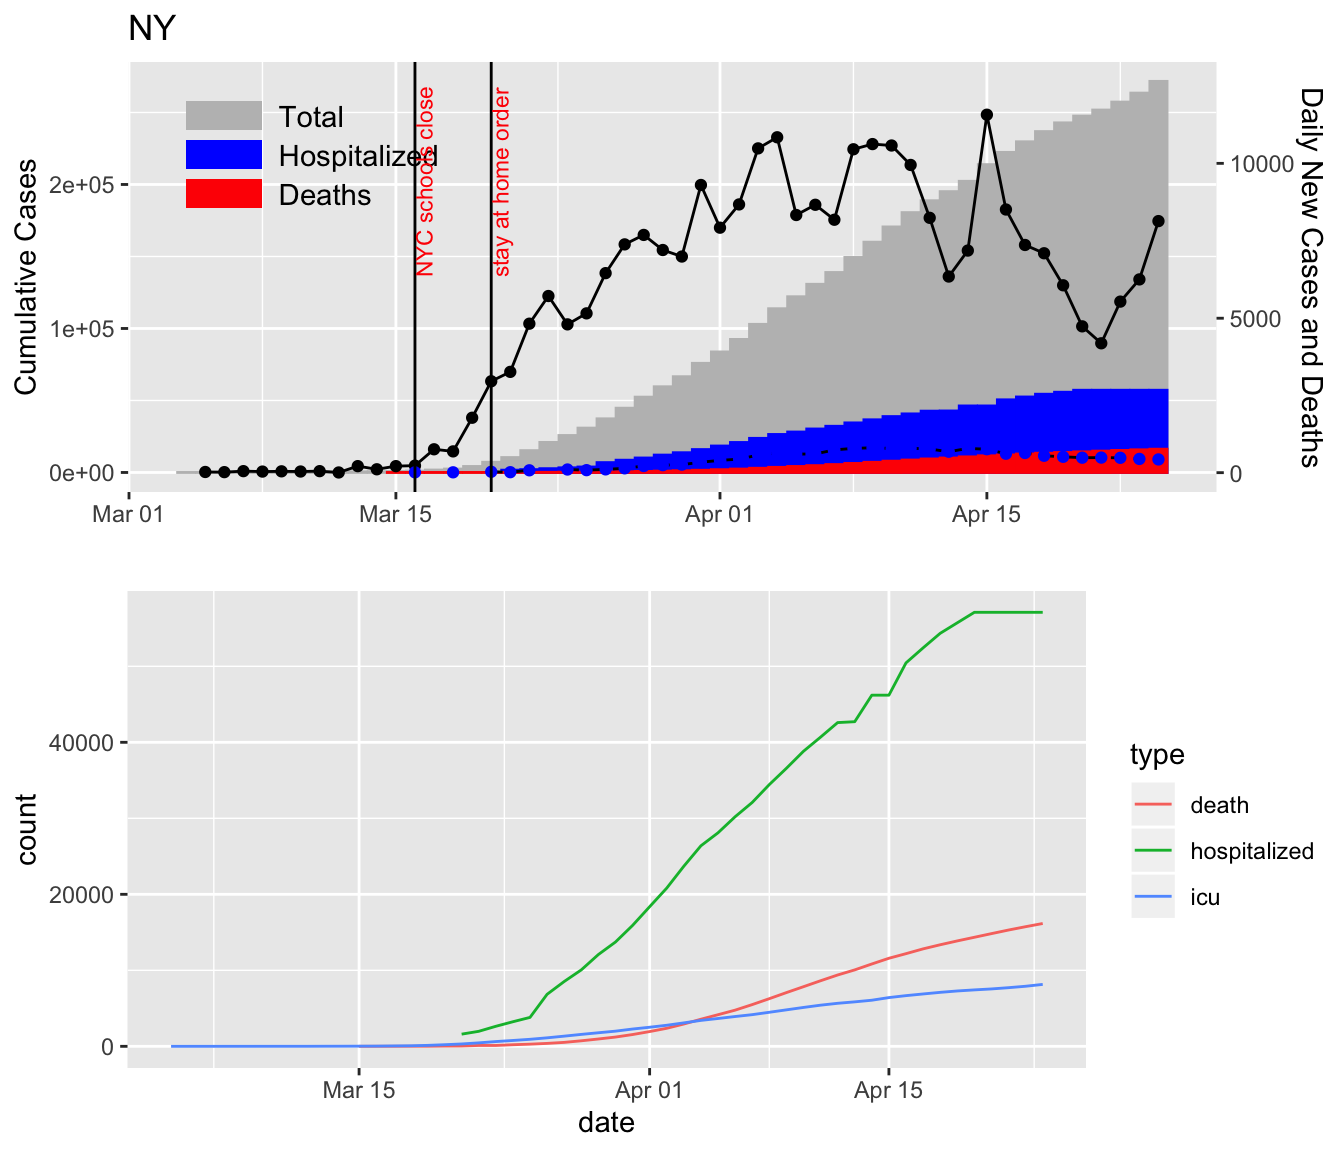 NY
Total
Hospitalized
Deaths
NYC schools close
stay at home order
Cumulative Cases
2e+05
1e+05
0e+00
Daily New Cases and Deaths
10000
5000
0
Mar 01
Mar 15
Apr 01
Apr 15
count
40000
20000
0
Mar 15
Apr 01
Apr 15
date
type
death
hospitalized
icu